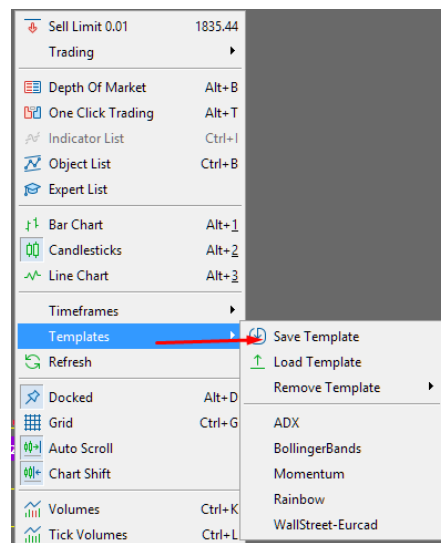 Sell Limit 0.01 1835.44
Trading
Depth Of Market Alt+B
One Click Trading Alt+T
Indicator List Ctrl+I
Object List Ctrl+B
Expert List
Bar Chart Alt+1
Candlesticks Alt+2
Line Chart Alt+3
Timeframes
Templates
Refresh
Docked Alt+D
Grid Ctrl+G
Auto Scroll
Chart Shift
Volumes Ctrl+K
Tick Volumes Ctrl+L
Save Template
Load Template
Remove Template
ADX
BollingerBands
Momentum
Rainbow
WallStreet-Eurcad